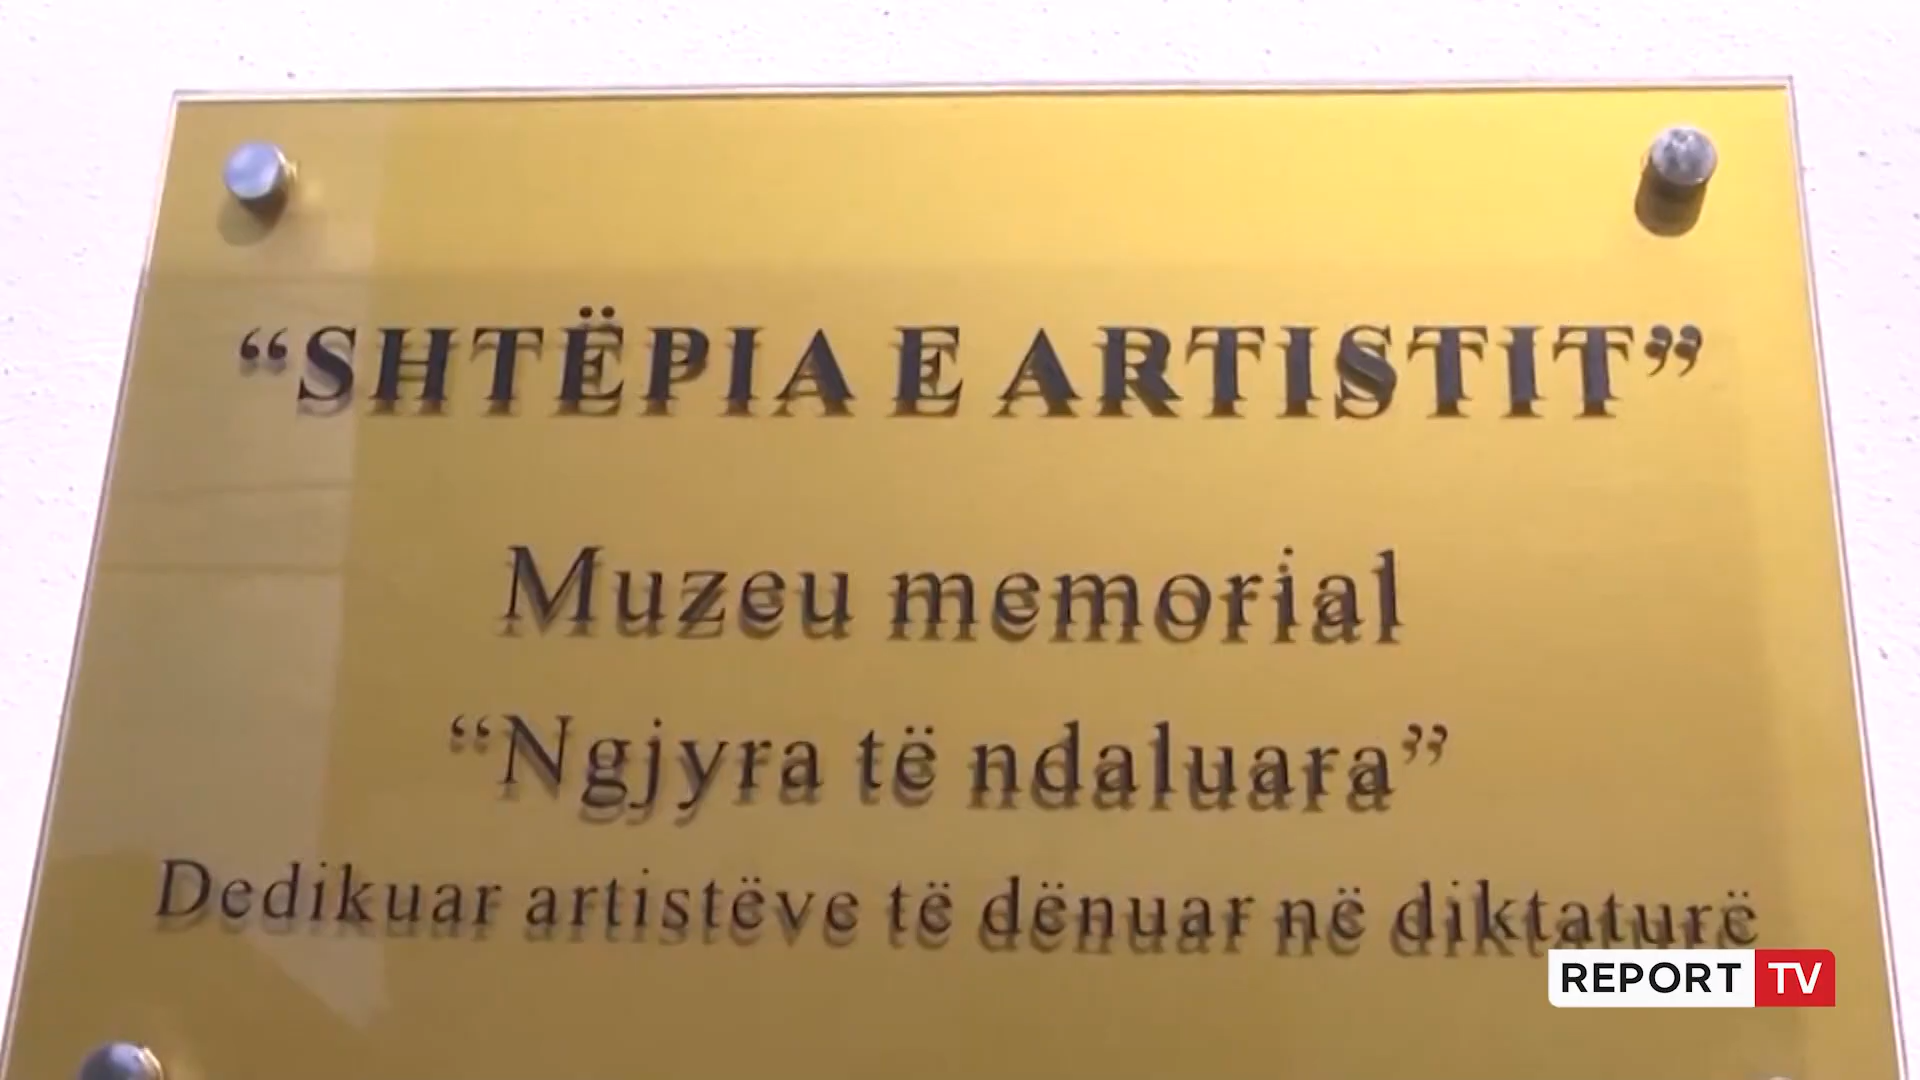 “SHTËPIA E ARTISTIT”
Muzeu memorial
“Ngjyra të ndaluara”
Dedikuar artistëve të dënuar në diktaturë
REPORT TV